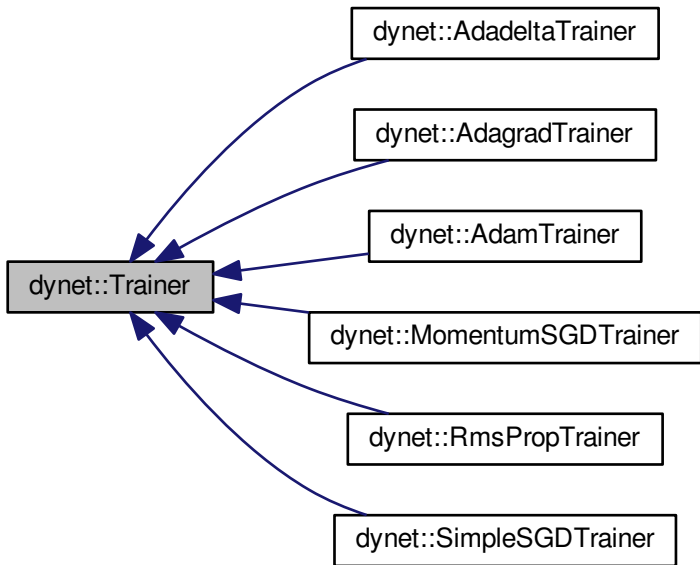 dynet::AdadeltaTrainer
dynet::AdagradTrainer
dynet::AdamTrainer
dynet::Trainer
dynet::MomentumSGDTrainer
dynet::RmsPropTrainer
dynet::SimpleSGDTrainer